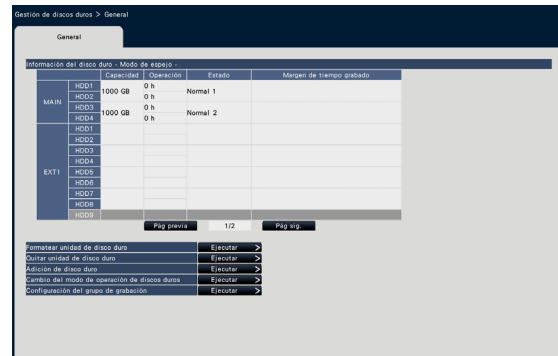 Gestión de discos duros > General
General
Información del disco duro - Modo de espejo -
Capacidad Operación Estado Margen de tiempo grabado
MAIN
HDD1 1000 GB 0 h Normal 1
HDD2 0 h
HDD3 1000 GB 0 h Normal 2
HDD4 0 h
EXT1
HDD1
HDD2
HDD3
HDD4
HDD5
HDD6
HDD7
HDD8
HDD9
Pág previa 1/2 Pág sig.
Formatear unidad de disco duro Ejecutar >
Quitar unidad de disco duro Ejecutar >
Adición de disco duro Ejecutar >
Cambio del modo de operación de discos duros Ejecutar >
Configuración del grupo de grabación Ejecutar >